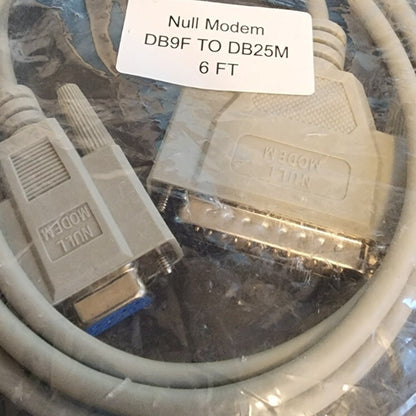 Null Modem
DB9F TO DB25M
6 FT
NULL
MODEM
NULL
MODEM